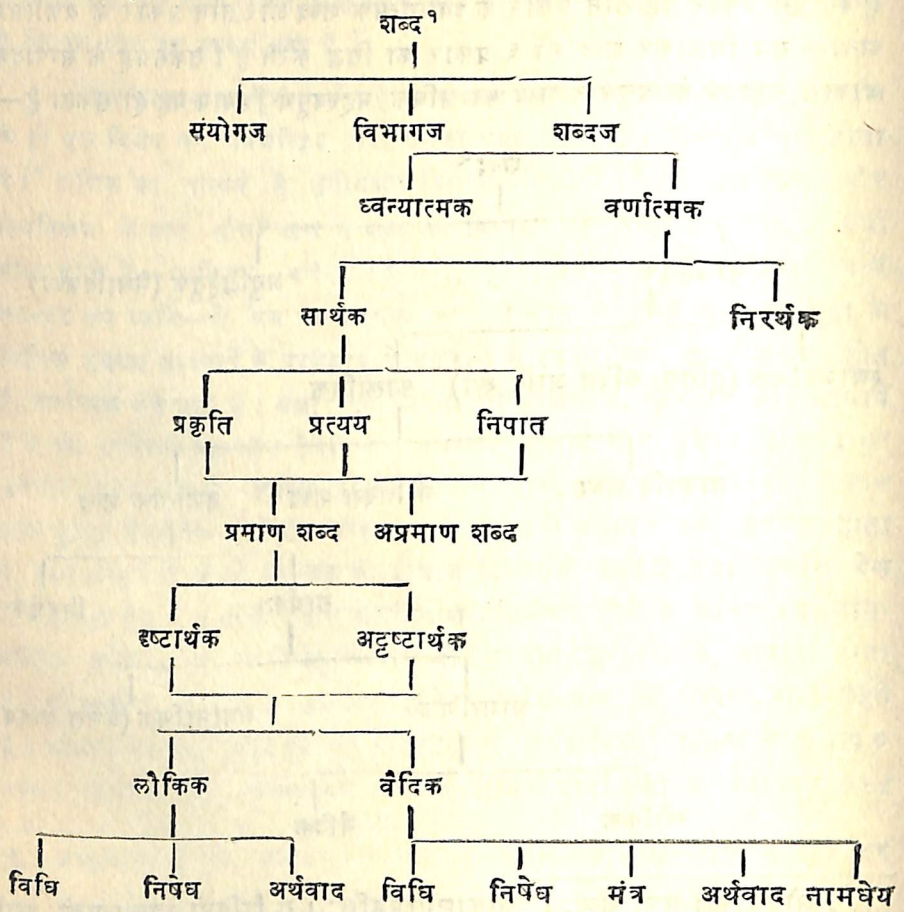 शब्द¹
संयोगज विभागज शब्दज
ध्वन्यात्मक वर्णात्मक
सार्थक निरर्थक
प्रकृति प्रत्यय निपात
प्रमाण शब्द अप्रमाण शब्द
दृष्टार्थक अदृष्टार्थक
लौकिक वैदिक
विधि निषेध अर्थवाद विधि निषेध मंत्र अर्थवाद नामधेय